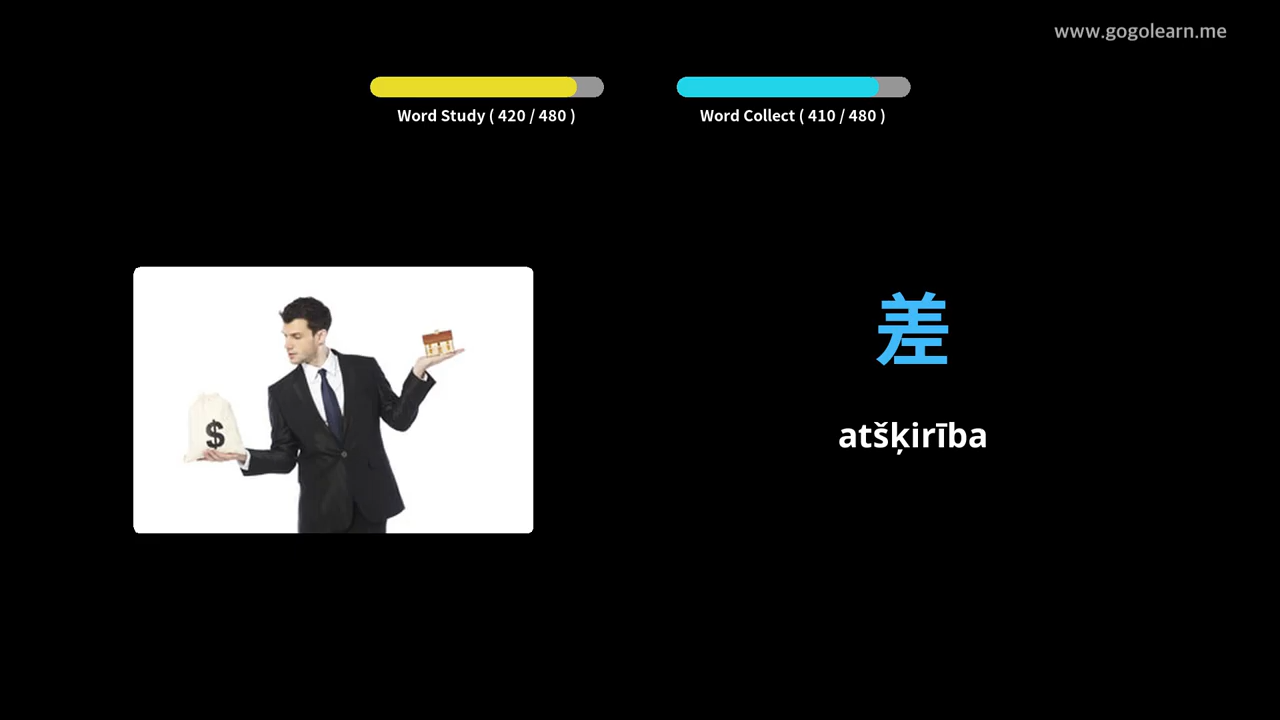 www.gogolearn.me
Word Study ( 420 / 480 )
Word Collect ( 410 / 480 )
$
差
atšķirība